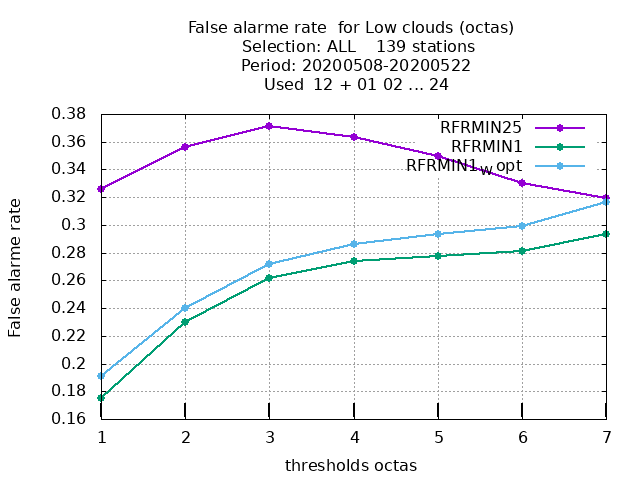 False alarme rate  for Low clouds (octas)
Selection: ALL    139 stations
Period: 20200508-20200522
Used  12 + 01 02 ... 24
RFRMIN25
RFRMIN1
RFRMIN1w opt
0.38
0.36
0.34
0.32
0.3
0.28
0.26
0.24
0.22
0.2
0.18
0.16
False alarme rate
1 2 3 4 5 6 7
thresholds octas